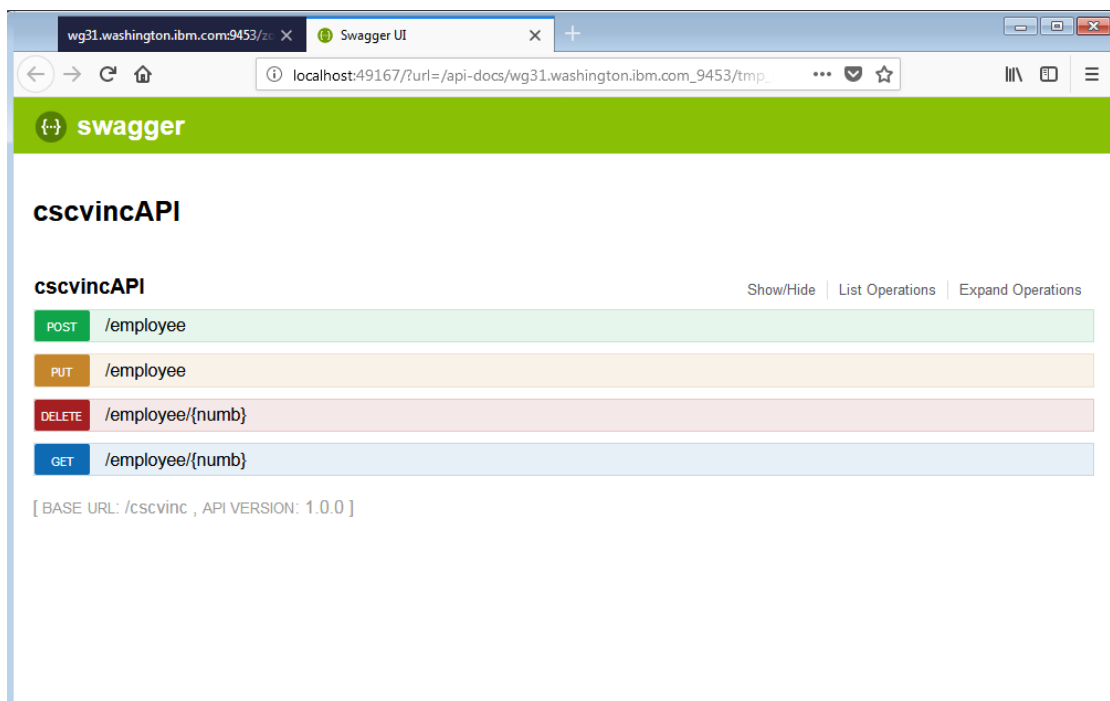 wg31.washington.ibm.com:9453/zo
Swagger UI
localhost:49167/?url=/api-docs/wg31.washington.ibm.com_9453/tmp_
swagger
cscvincAPI
cscvincAPI
Show/Hide
List Operations
Expand Operations
POST /employee
PUT /employee
DELETE /employee/{numb}
GET /employee/{numb}
[ BASE URL: /cscvinc , API VERSION: 1.0.0 ]